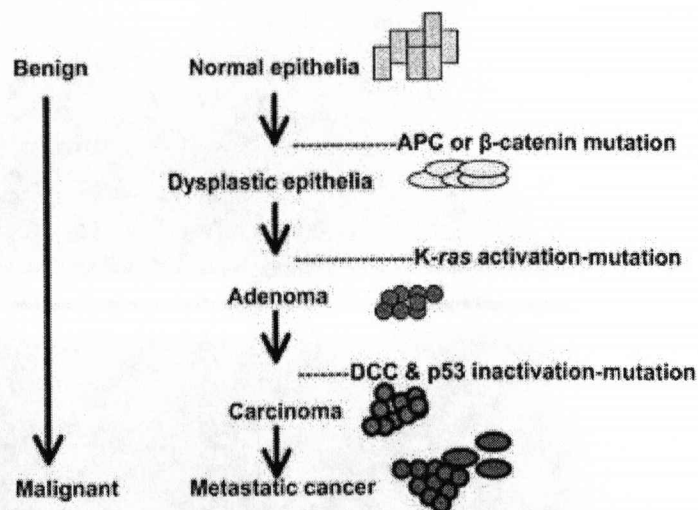 Benign Normal epithelia
APC or β-catenin mutation
Dysplastic epithelia
K-ras activation-mutation
Adenoma
DCC & p53 inactivation-mutation
Carcinoma
Malignant Metastatic cancer